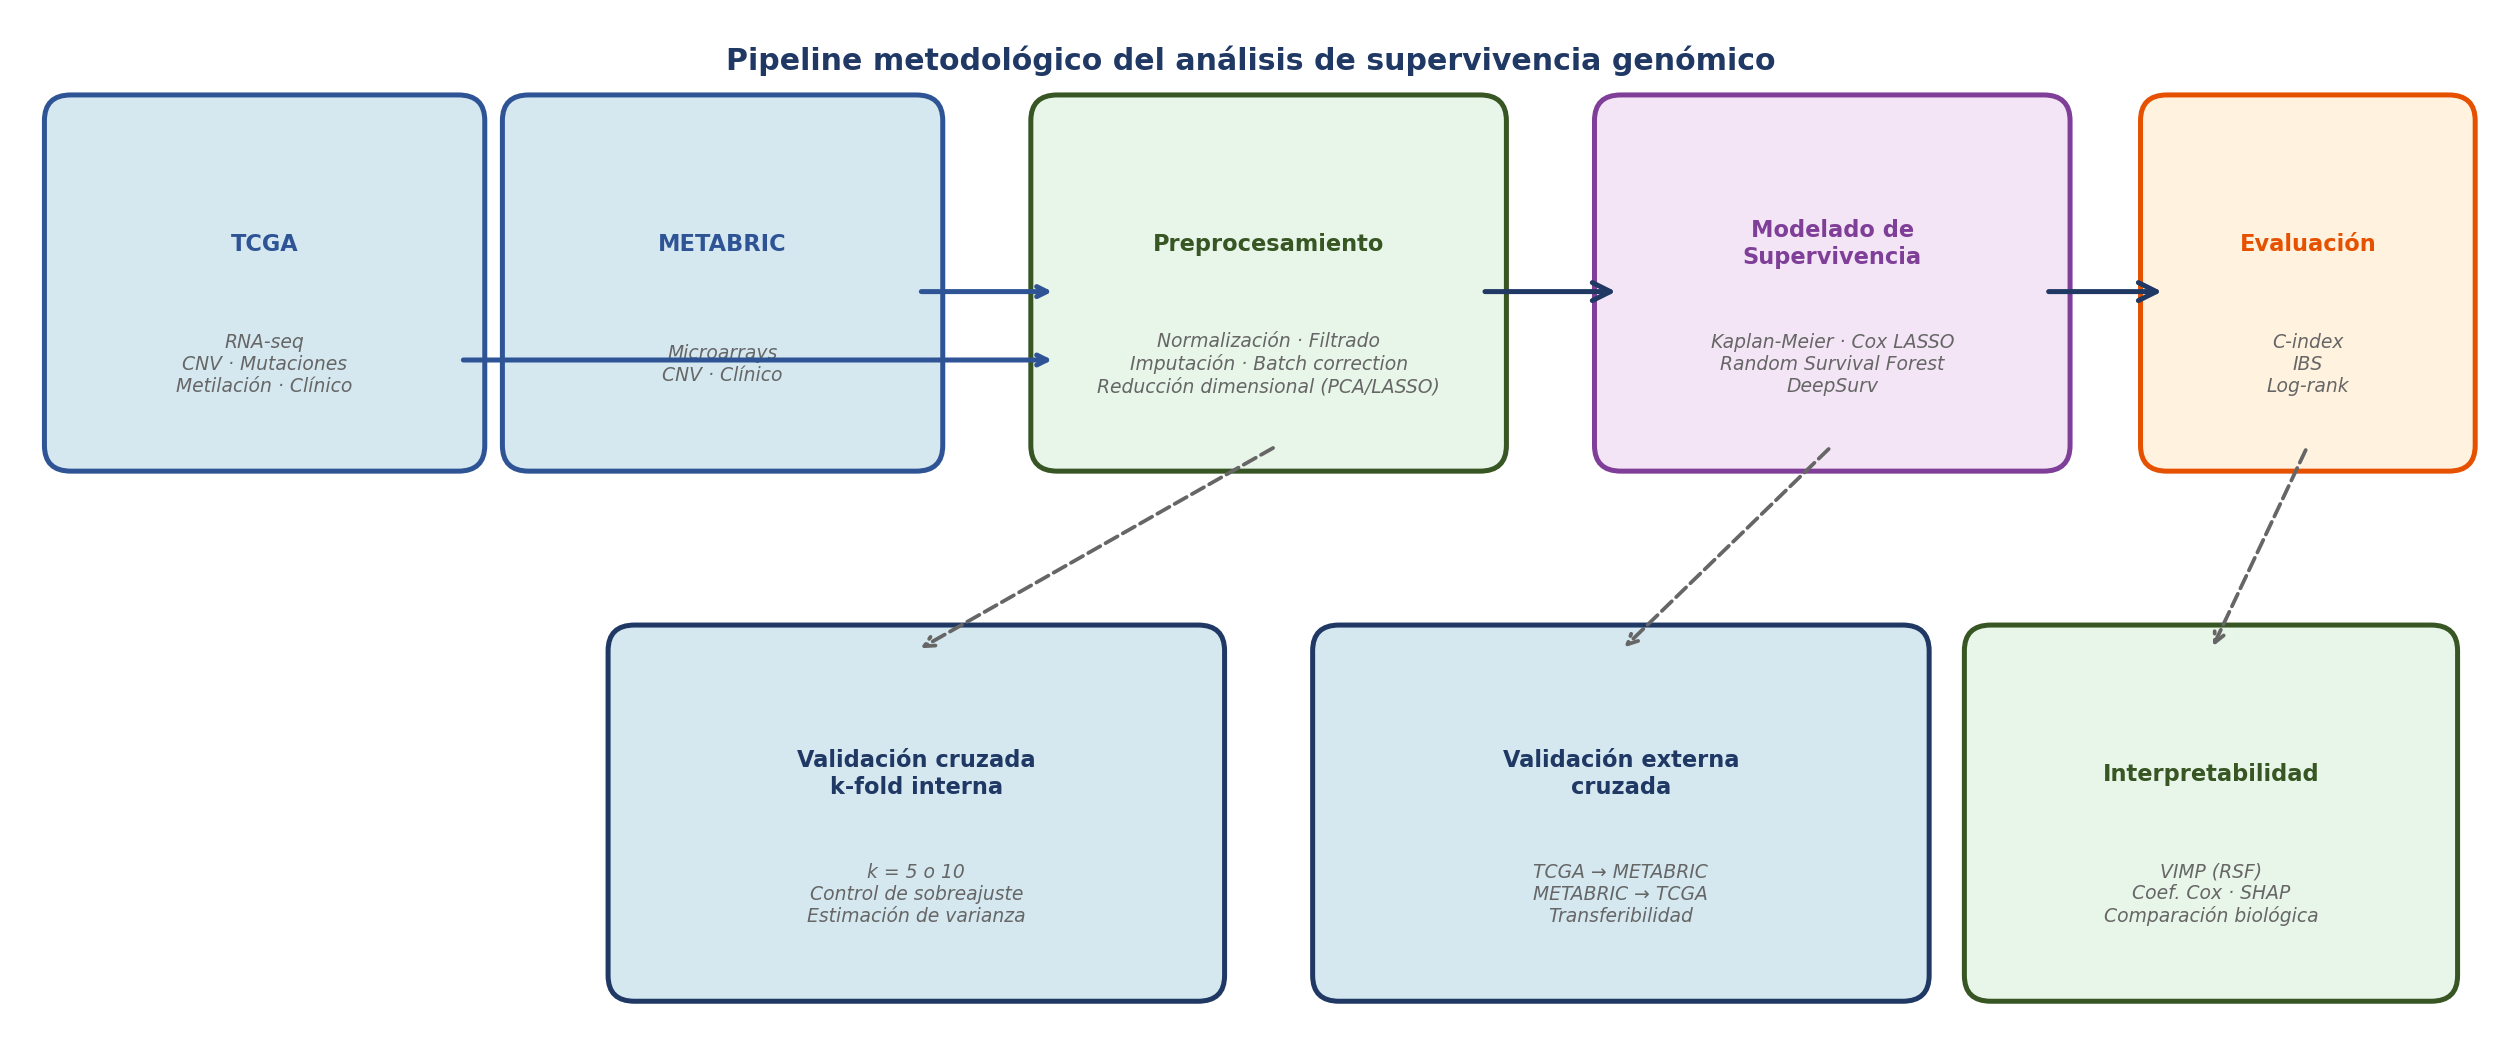 Pipeline metodológico del análisis de supervivencia genómico
TCGA
RNA-seq
CNV · Mutaciones
Metilación · Clínico
METABRIC
Microarrays
CNV · Clínico
Preprocesamiento
Normalización · Filtrado
Imputación · Batch correction
Reducción dimensional (PCA/LASSO)
Modelado de
Supervivencia
Kaplan-Meier · Cox LASSO
Random Survival Forest
DeepSurv
Evaluación
C-index
IBS
Log-rank
Validación cruzada
k-fold interna
k = 5 o 10
Control de sobreajuste
Estimación de varianza
Validación externa
cruzada
TCGA → METABRIC
METABRIC → TCGA
Transferibilidad
Interpretabilidad
VIMP (RSF)
Coef. Cox · SHAP
Comparación biológica